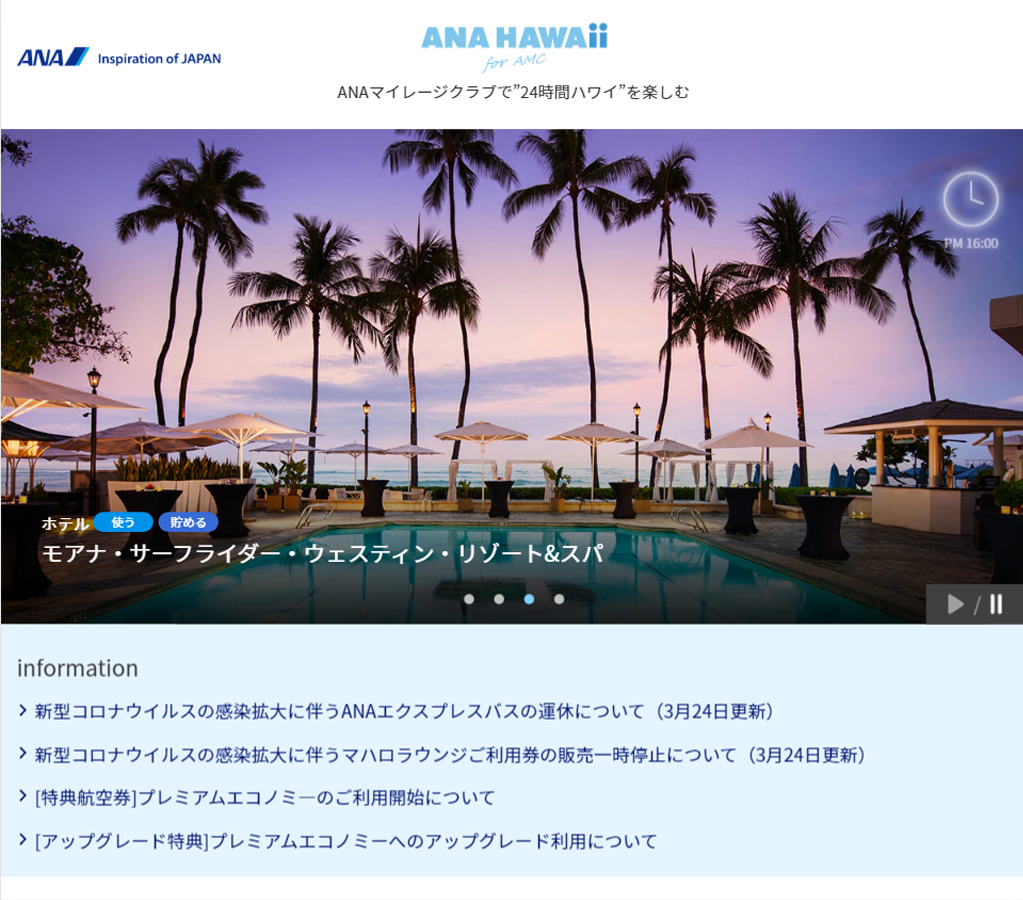 ANA Inspiration of JAPAN
ANA HAWAii
for AMC
ANAマイレージクラブで”24時間ハワイ”を楽しむ
PM 16:00
ホテル 使う 貯める
モアナ・サーフライダー・ウェスティン・リゾート&スパ
information
新型コロナウイルスの感染拡大に伴うANAエクスプレスバスの運休について（3月24日更新）
新型コロナウイルスの感染拡大に伴うマハロラウンジご利用券の販売一時停止について（3月24日更新）
[特典航空券]プレミアムエコノミ―のご利用開始について
[アップグレード特典]プレミアムエコノミーへのアップグレード利用について